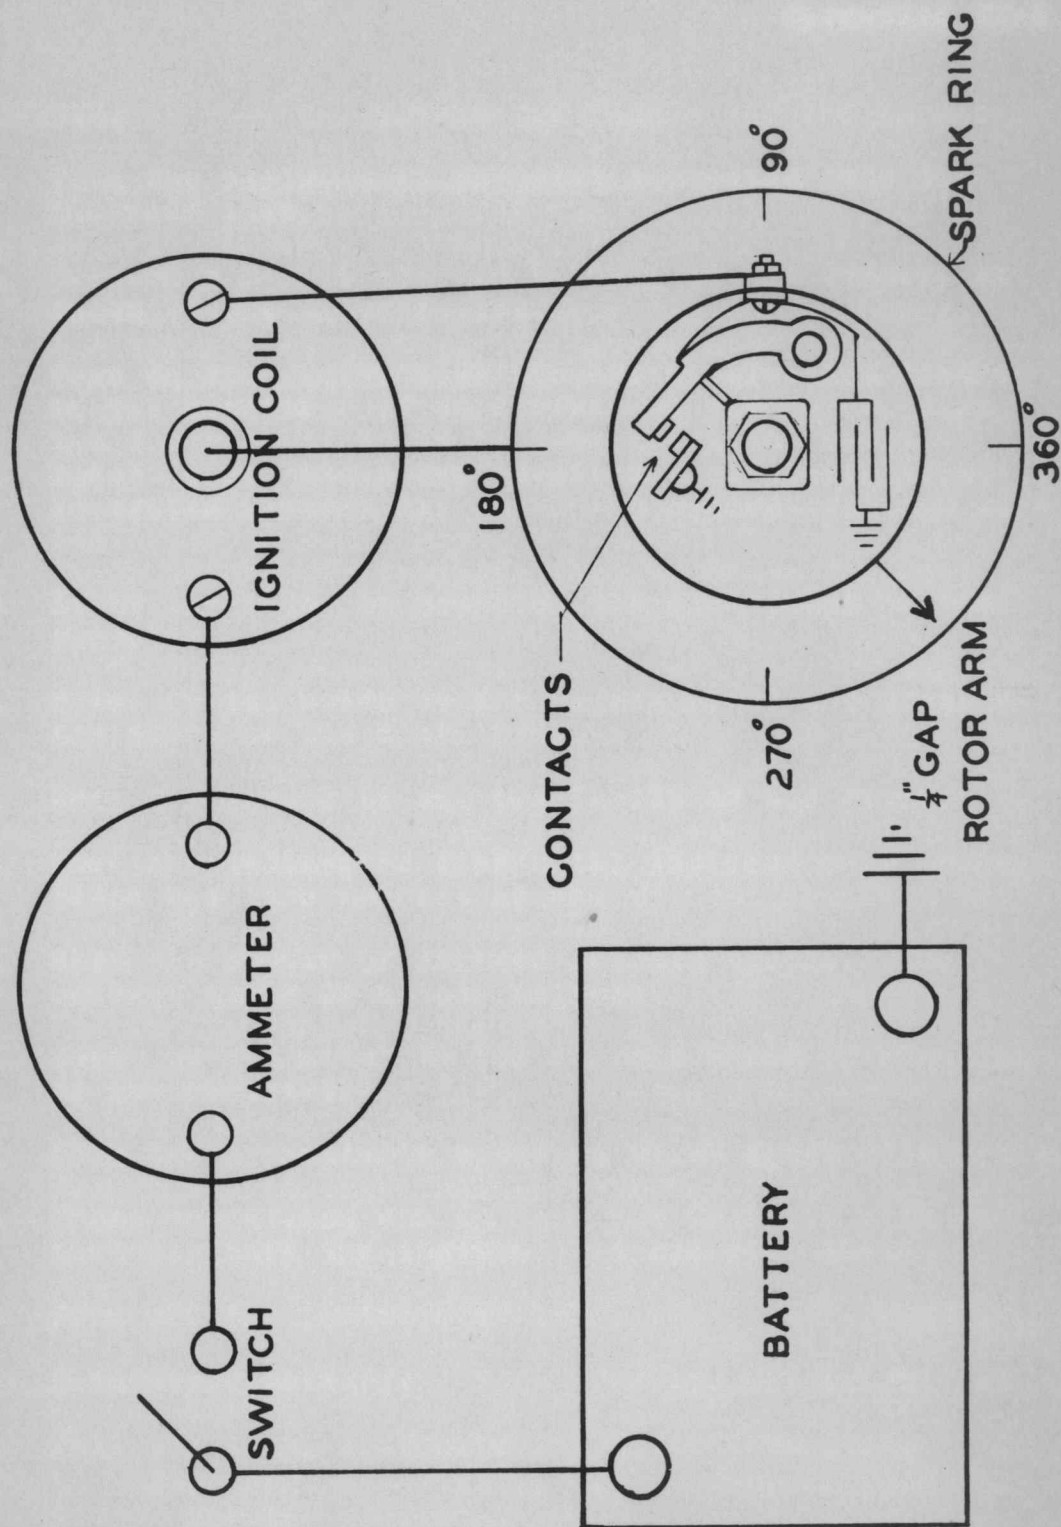 SWITCH
AMMETER
IGNITION COIL
BATTERY
CONTACTS
180°
270°
90°
360°
1/4" GAP
ROTOR ARM
SPARK RING